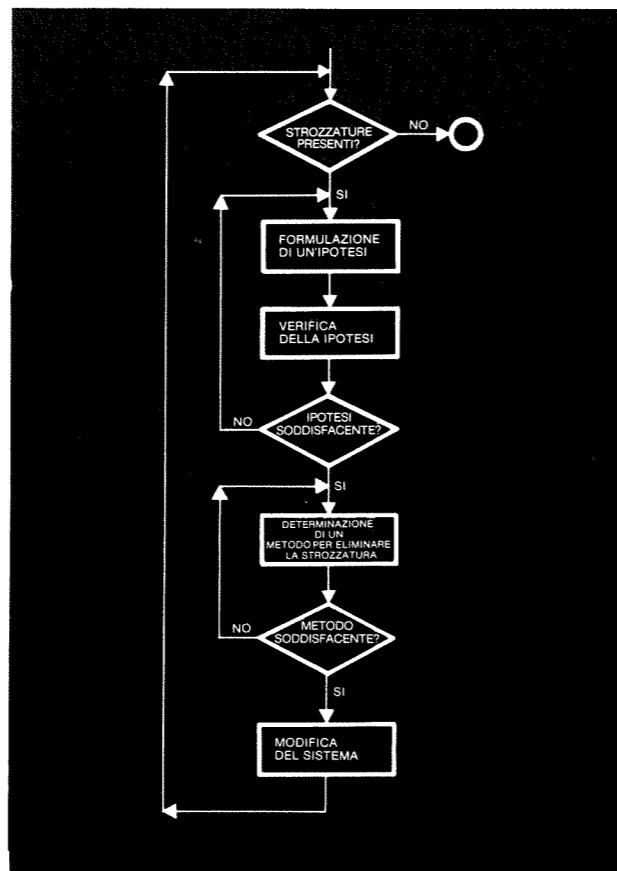 STROZZATURE
PRESENTI?
NO
SI
FORMULAZIONE
DI UN'IPOTESI
VERIFICA
DELLA IPOTESI
IPOTESI
SODDISFACENTE?
NO
SI
DETERMINAZIONE
DI UN
METODO PER ELIMINARE
LA STROZZATURA
METODO
SODDISFACENTE?
NO
SI
MODIFICA
DEL SISTEMA